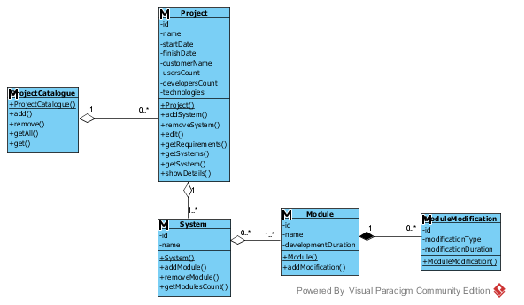 Project
-id
-name
-startDate
-finishDate
-customerName
-usersCount
-developersCount
-technologies
+Project()
+addSystem()
+removeSystem()
+edit()
+getRequirements()
+getSystems()
+getSystem()
+showDetails()
ProjectCatalogue
+ProjectCatalogue()
+add()
+remove()
+getAll()
+get()
1
0..*
1
1..*
System
-id
-name
+System()
+addModule()
+removeModule()
+getModulesCount()
0..*
Module
-id
-name
-developmentDuration
+Module()
+addModification()
1
0..*
ModuleModification
-id
-modificationType
-modificationDuration
+ModuleModification()
Powered By Visual Paradigm Community Edition